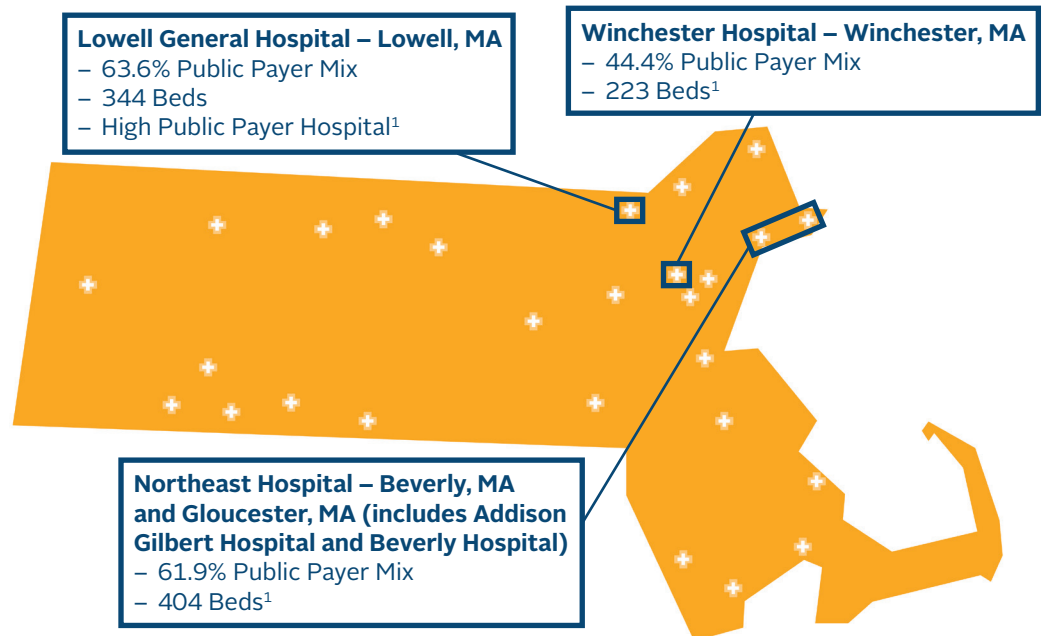 Lowell General Hospital – Lowell, MA
– 63.6% Public Payer Mix
– 344 Beds
– High Public Payer Hospital¹
Winchester Hospital – Winchester, MA
– 44.4% Public Payer Mix
– 223 Beds¹
Northeast Hospital – Beverly, MA
and Gloucester, MA (includes Addison
Gilbert Hospital and Beverly Hospital)
– 61.9% Public Payer Mix
– 404 Beds¹